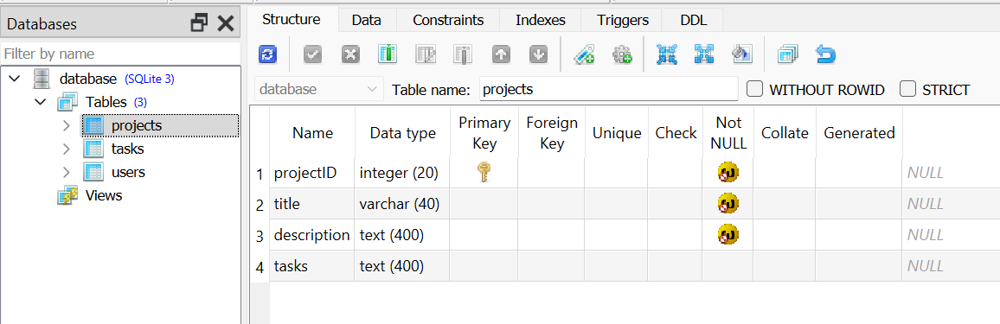 Databases
Filter by name
database (SQLite 3)
Tables (3)
projects
tasks
users
Views
Structure Data Constraints Indexes Triggers DDL
database Table name: projects WITHOUT ROWID STRICT
Name Data type Primary Key Foreign Key Unique Check Not NULL Collate Generated
1 projectID integer (20) NULL
2 title varchar (40) NULL
3 description text (400) NULL
4 tasks text (400) NULL